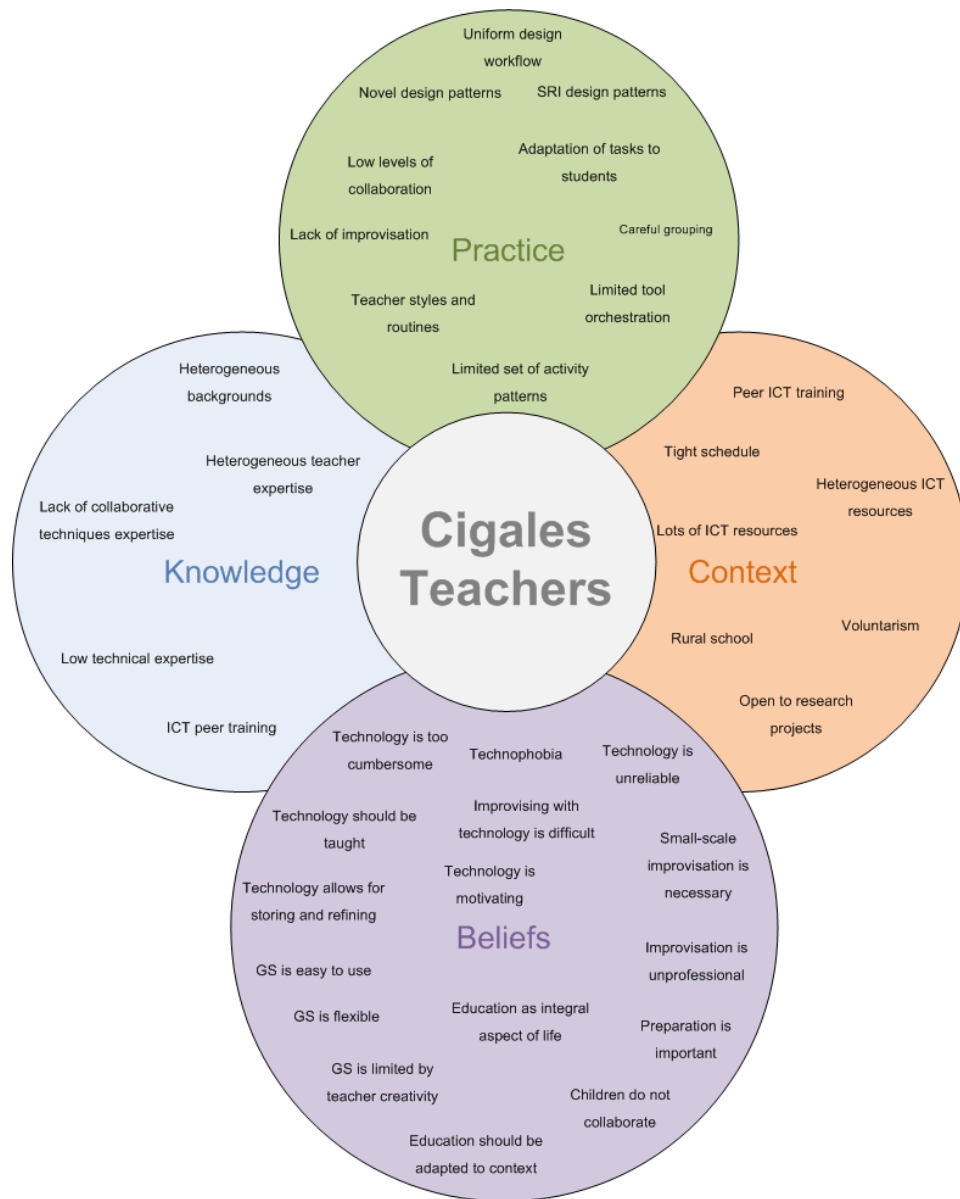 Uniform design
workflow
Novel design patterns
SRI design patterns
Low levels of
collaboration
Adaptation of tasks to
students
Lack of improvisation
Careful grouping
Practice
Teacher styles and
routines
Limited tool
orchestration
Limited set of activity
patterns
Heterogeneous
backgrounds
Heterogeneous teacher
expertise
Lack of collaborative
techniques expertise
Knowledge
Low technical expertise
ICT peer training
Cigales
Teachers
Peer ICT training
Tight schedule
Heterogeneous ICT
resources
Lots of ICT resources
Context
Rural school
Voluntarism
Open to research
projects
Technology is too
cumbersome
Technophobia
Technology is
unreliable
Technology should be
taught
Improvising with
technology is difficult
Small-scale
improvisation is
necessary
Technology allows for
storing and refining
Technology is
motivating
Beliefs
Improvisation is
unprofessional
GS is easy to use
GS is flexible
Education as integral
aspect of life
Preparation is
important
GS is limited by
teacher creativity
Children do not
collaborate
Education should be
adapted to context